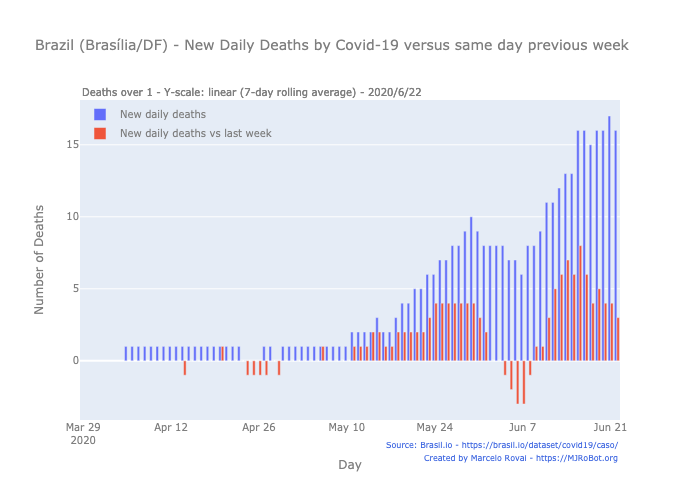 Brazil (Brasília/DF) - New Daily Deaths by Covid-19 versus same day previous week
Deaths over 1 - Y-scale: linear (7-day rolling average) - 2020/6/22
New daily deaths
New daily deaths vs last week
15
10
5
0
Number of Deaths
Mar 29 Apr 12 Apr 26 May 10 May 24 Jun 7 Jun 21
2020
Source: Brasil.io - https://brasil.io/dataset/covid19/caso/
Created by Marcelo Rovai - https://MJRoBot.org
Day